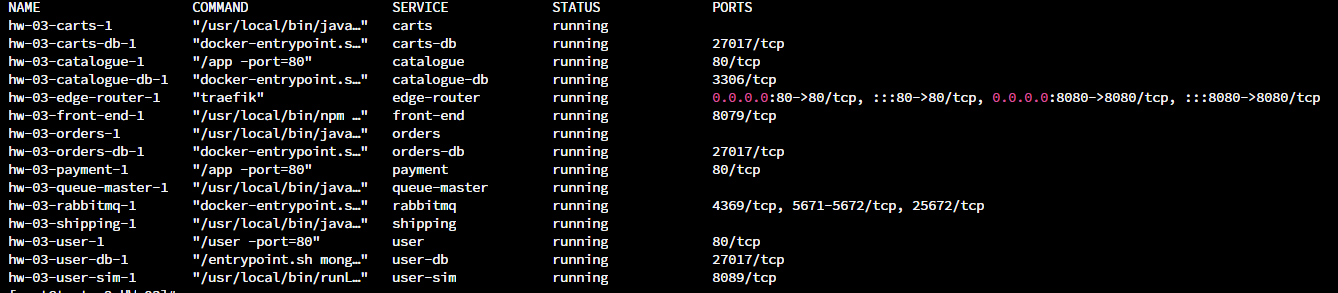 NAME COMMAND SERVICE STATUS PORTS
hw-03-carts-1 "/usr/local/bin/java…" carts running
hw-03-carts-db-1 "docker-entrypoint.s…" carts-db running 27017/tcp
hw-03-catalogue-1 "/app -port=80" catalogue running 80/tcp
hw-03-catalogue-db-1 "docker-entrypoint.s…" catalogue-db running 3306/tcp
hw-03-edge-router-1 "traefik" edge-router running 0.0.0.0:80->80/tcp, :::80->80/tcp, 0.0.0.0:8080->8080/tcp, :::8080->8080/tcp
hw-03-front-end-1 "/usr/local/bin/npm …" front-end running 8079/tcp
hw-03-orders-1 "/usr/local/bin/java…" orders running
hw-03-orders-db-1 "docker-entrypoint.s…" orders-db running 27017/tcp
hw-03-payment-1 "/app -port=80" payment running 80/tcp
hw-03-queue-master-1 "/usr/local/bin/java…" queue-master running
hw-03-rabbitmq-1 "docker-entrypoint.s…" rabbitmq running 4369/tcp, 5671-5672/tcp, 25672/tcp
hw-03-shipping-1 "/usr/local/bin/java…" shipping running
hw-03-user-1 "/user -port=80" user running 80/tcp
hw-03-user-db-1 "/entrypoint.sh mong…" user-db running 27017/tcp
hw-03-user-sim-1 "/usr/local/bin/runL…" user-sim running 8089/tcp